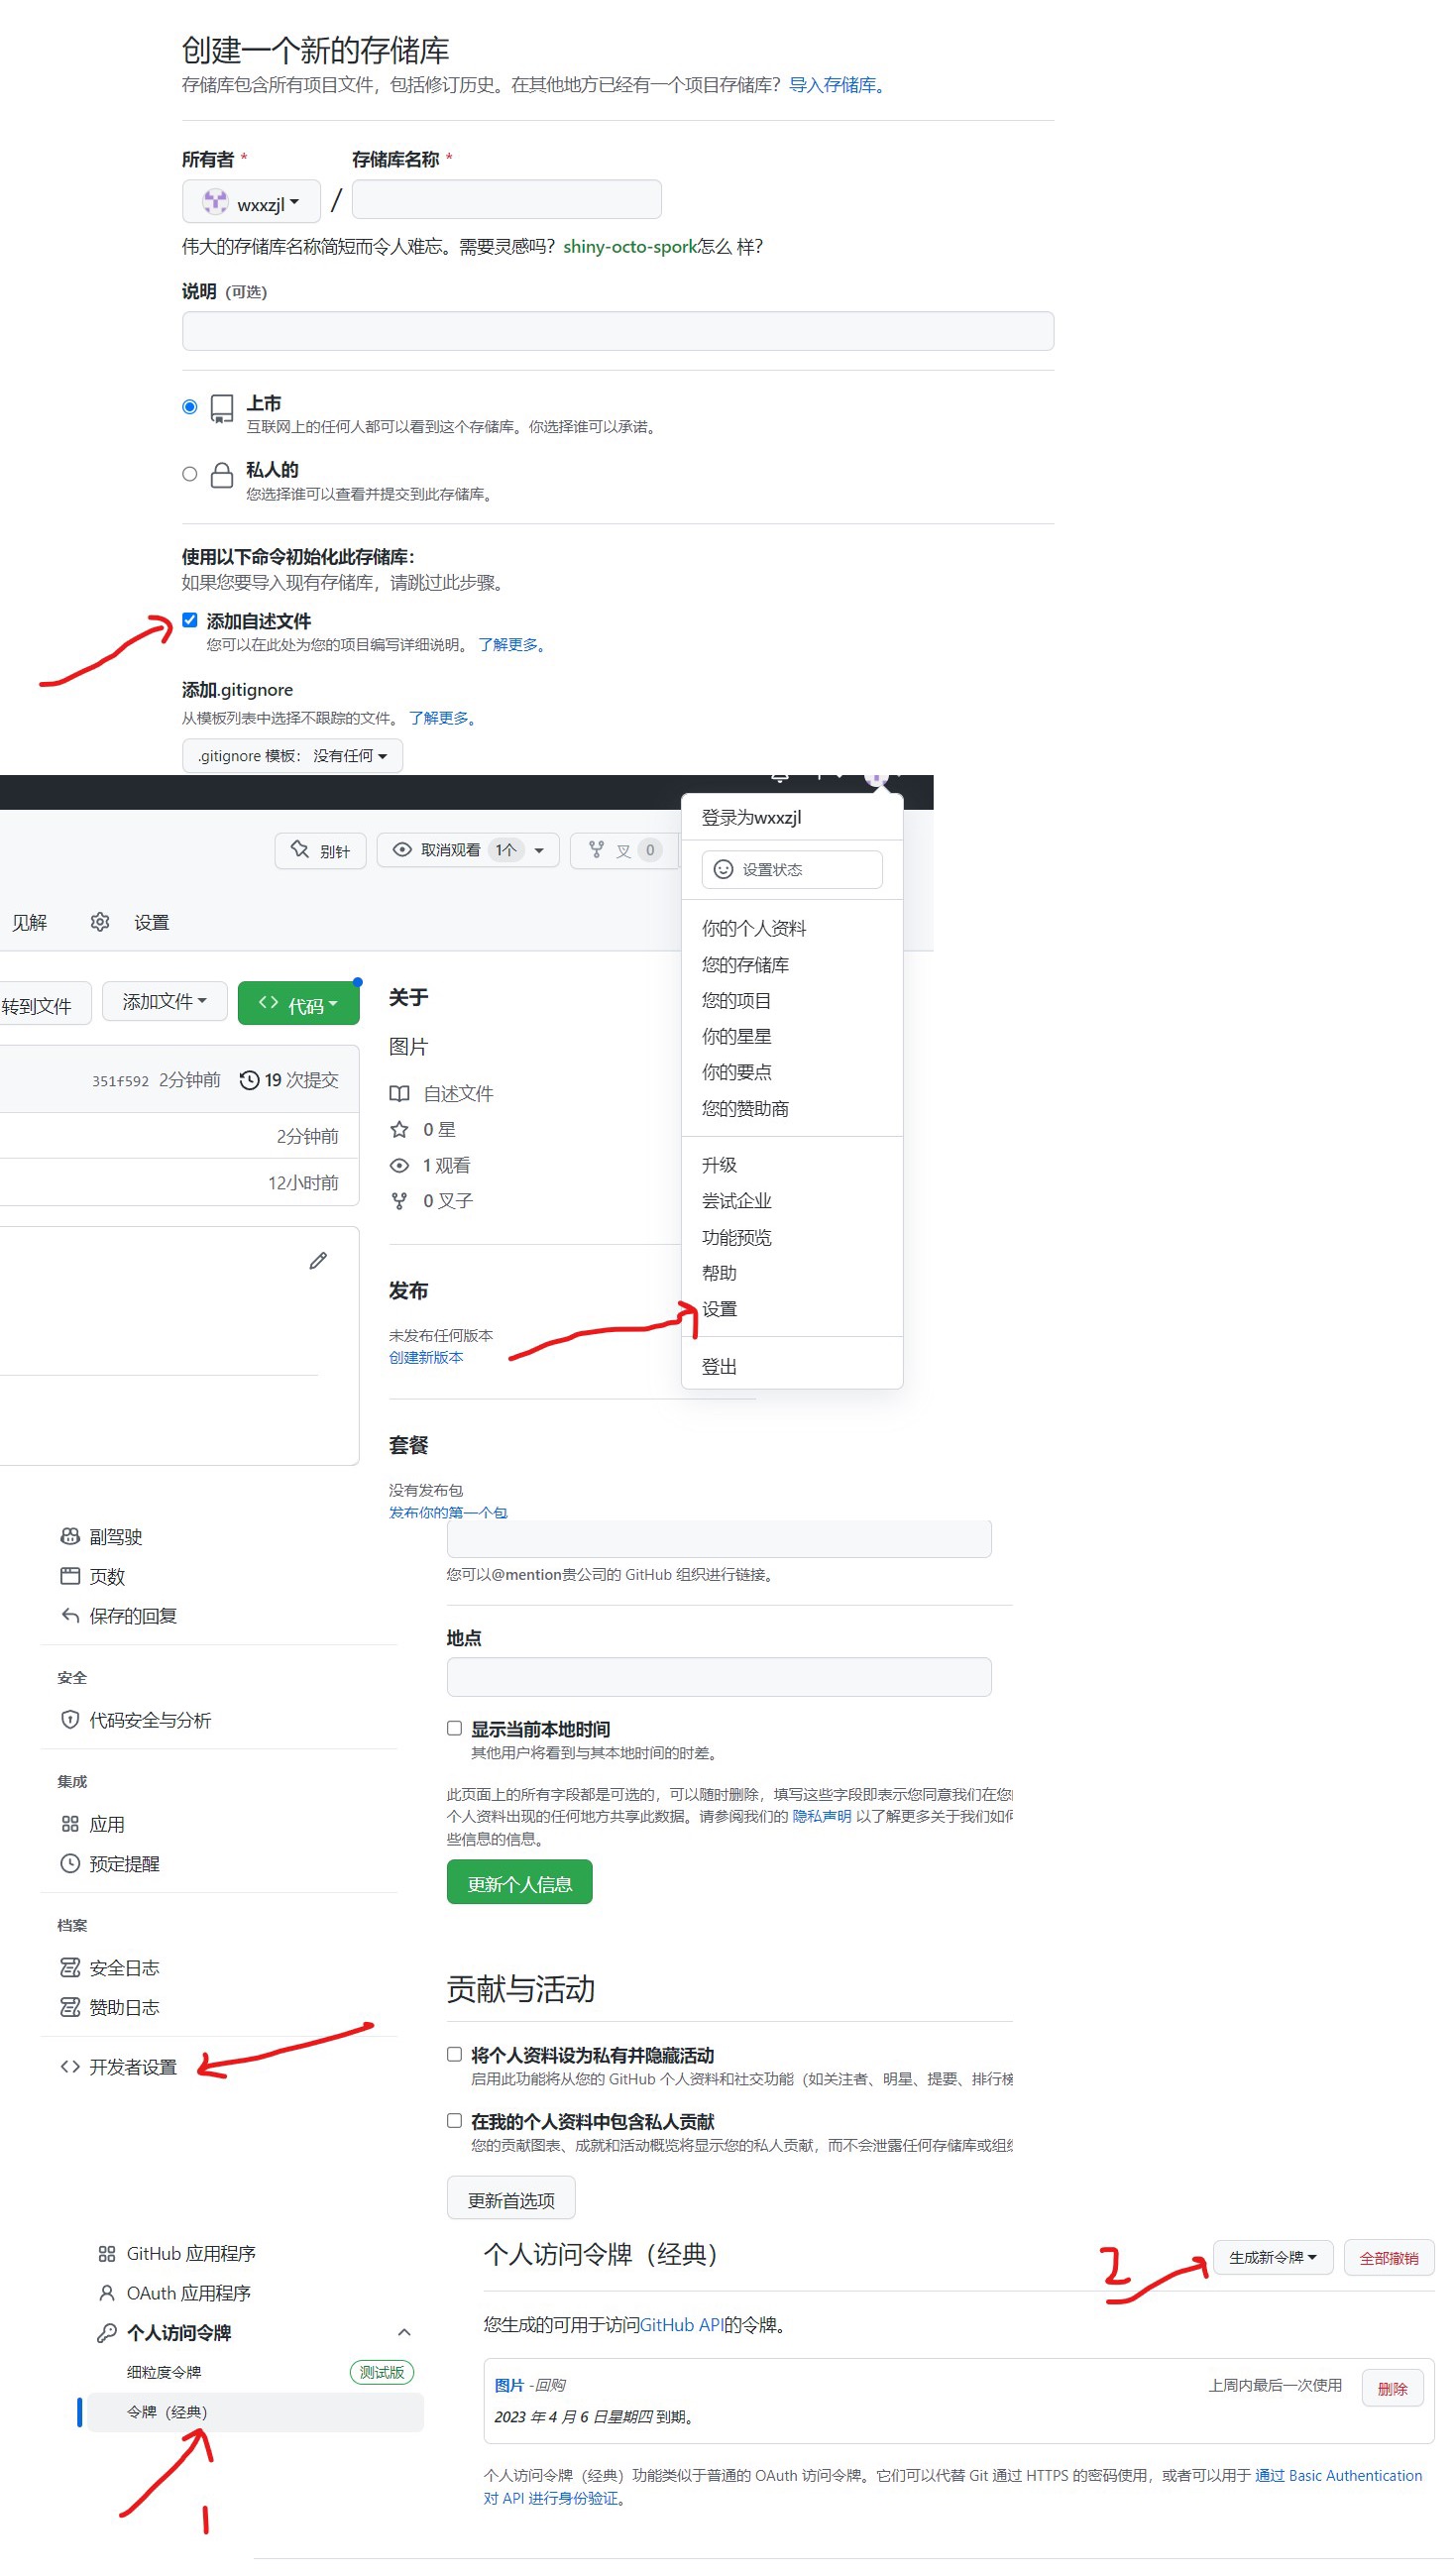 创建一个新的存储库
存储库包含所有项目文件，包括修订历史。在其他地方已经有一个项目存储库？导入存储库。
所有者 * 存储库名称 *
wxxzjl /
伟大的存储库名称简短而令人难忘。需要灵感吗？shiny-octo-spork怎么 样？
说明 (可选)
上市
互联网上的任何人都可以看到这个存储库。你选择谁可以承诺。
私人的
您选择谁可以查看并提交到此存储库。
使用以下命令初始化此存储库：
如果您要导入现有存储库，请跳过此步骤。
添加自述文件
您可以在此处为您的项目编写详细说明。 了解更多。
添加.gitignore
从模板列表中选择不跟踪的文件。 了解更多。
.gitignore 模板： 没有任何
登录为wxxzjl
别针 取消观看 1个 叉 0
设置状态
见解 设置
你的个人资料
您的存储库
您的项目
你的星星
你的要点
您的赞助商
升级
尝试企业
功能预览
帮助
设置
登出
转到文件 添加文件 代码
关于
图片
351f592 2分钟前 19 次提交
自述文件
2分钟前
0 星
1 观看
12小时前
0 叉子
发布
未发布任何版本
创建新版本
套餐
没有发布包
发布你的第一个包
副驾驶
页数
保存的回复
安全
代码安全与分析
集成
应用
预定提醒
档案
安全日志
赞助日志
开发者设置
您可以@mention贵公司的 GitHub 组织进行链接。
地点
显示当前本地时间
其他用户将看到与其本地时间的时差。
此页面上的所有字段都是可选的，可以随时删除，填写这些字段即表示您同意我们在您
个人资料出现的任何地方共享此数据。请参阅我们的 隐私声明 以了解更多关于我们如何
些信息的信息。
更新个人信息
贡献与活动
将个人资料设为私有并隐藏活动
启用此功能将从您的 GitHub 个人资料和社交功能（如关注者、明星、提要、排行榜
在我的个人资料中包含私人贡献
您的贡献图表、成就和活动概览将显示您的私人贡献，而不会泄露任何存储库或组织
更新首选项
GitHub 应用程序
OAuth 应用程序
个人访问令牌
细粒度令牌 测试版
令牌（经典）
1
个人访问令牌（经典） 2 生成新令牌 全部撤销
您生成的可用于访问GitHub API的令牌。
图片 -回购 上周内最后一次使用 删除
2023 年 4 月 6 日星期四 到期。
个人访问令牌（经典）功能类似于普通的 OAuth 访问令牌。它们可以代替 Git 通过 HTTPS 的密码使用，或者可以用于 通过 Basic Authentication
对 API 进行身份验证。